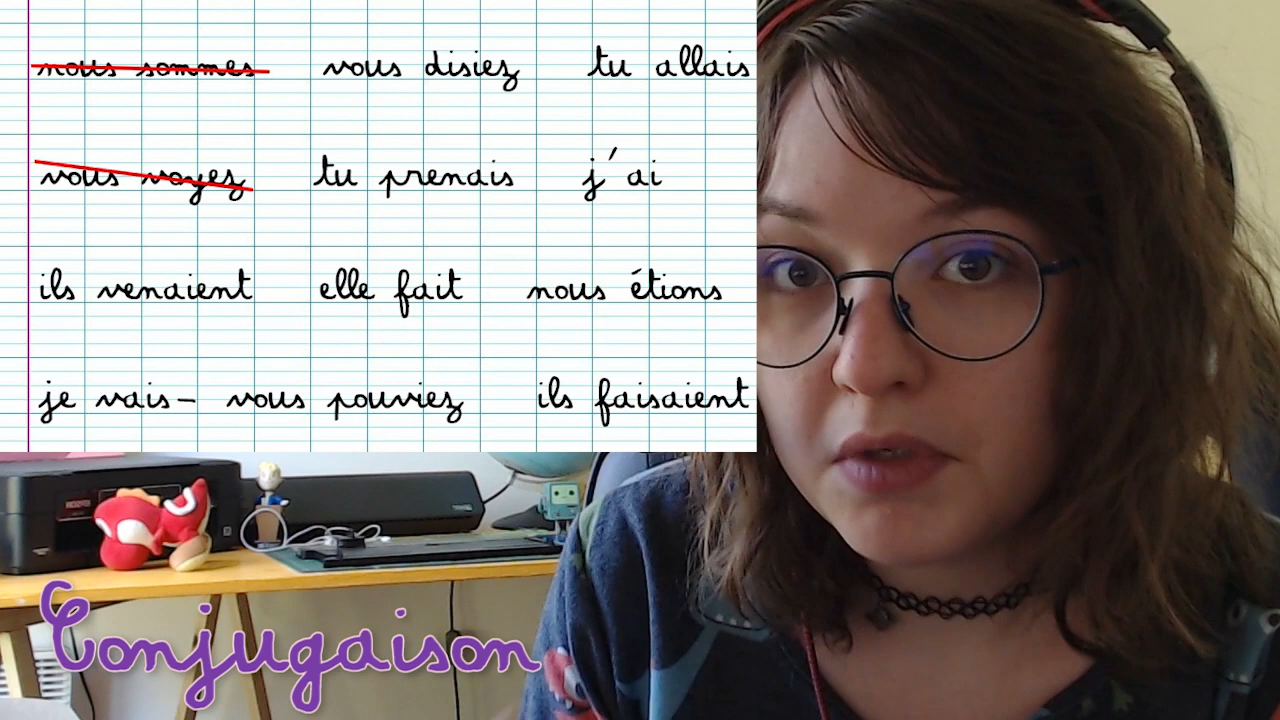 nous sommes vous disiez tu allais
vous voyez tu prenais j'ai
ils venaient elle fait nous étions
je vais - vous pouviez ils faisaient
Conjugaison